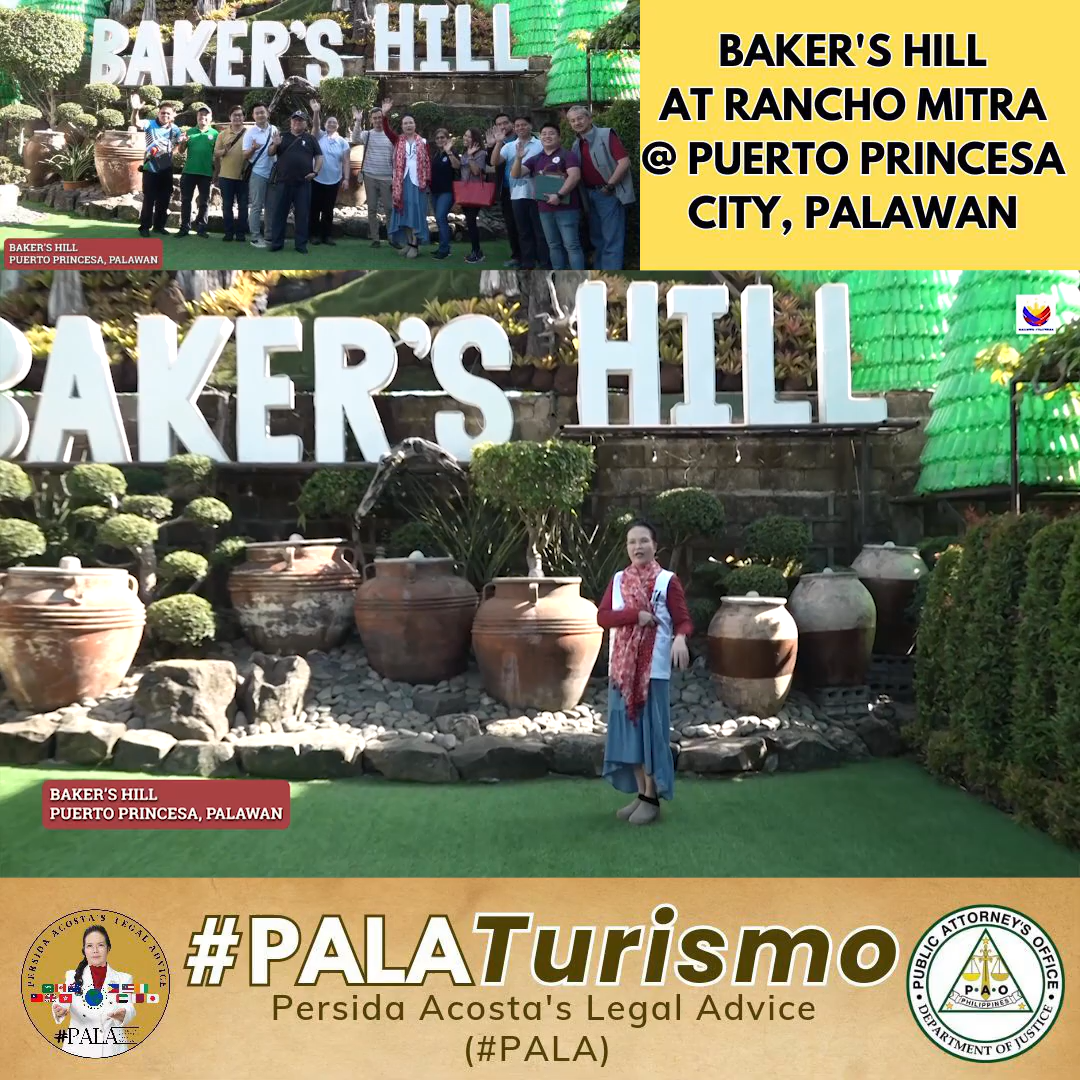 BAKER'S HILL
BAKER'S HILL
AT RANCHO MITRA
@ PUERTO PRINCESA
CITY, PALAWAN
BAKER'S HILL
PUERTO PRINCESA, PALAWAN
BAKER'S HILL
BAKER'S HILL
PUERTO PRINCESA, PALAWAN
PERSIDA ACOSTA'S LEGAL ADVICE
#PALA
#PALATurismo
Persida Acosta's Legal Advice
(#PALA)
PUBLIC ATTORNEY'S OFFICE
P A O
PHILIPPINES
DEPARTMENT OF JUSTICE